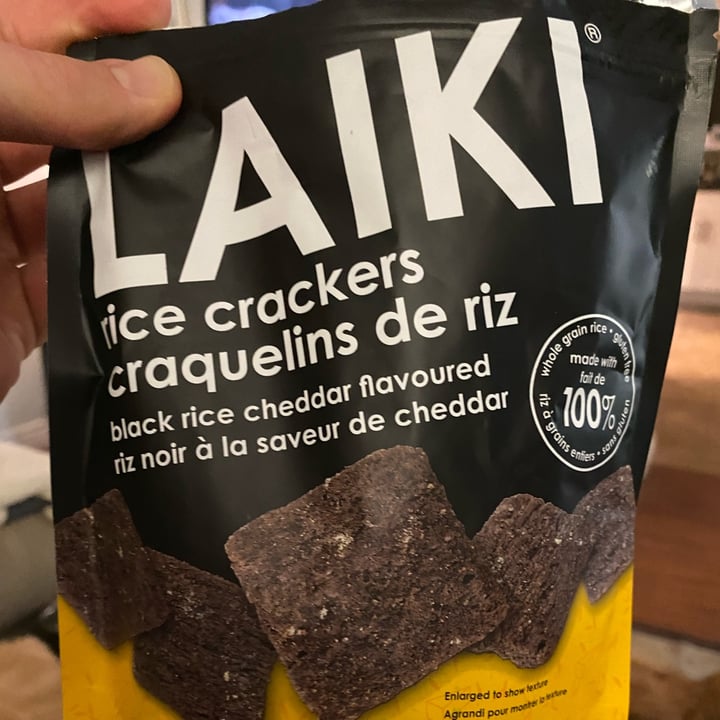 LAIKI®
rice crackers
craquelins de riz
black rice cheddar flavoured
riz noir à la saveur de cheddar
whole grain rice • gluten free
made with
fait de
100%
riz à grains entiers • sans gluten
Enlarged to show texture
Agrandi pour montrer la texture